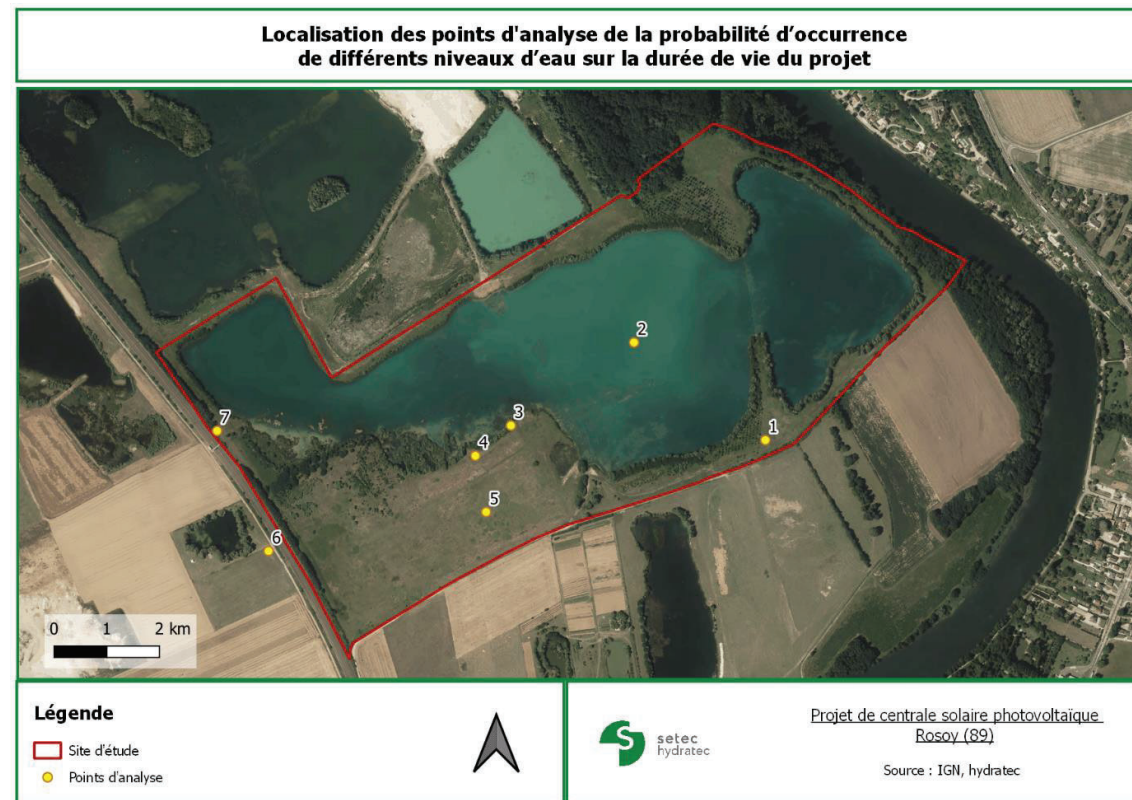 Localisation des points d'analyse de la probabilité d’occurrence
de différents niveaux d’eau sur la durée de vie du projet
2
3
7
1
4
5
6
0 1 2 km
Légende
Site d'étude
Points d'analyse
S
setec
hydratec
Projet de centrale solaire photovoltaïque
Rosoy (89)
Source : IGN, hydratec